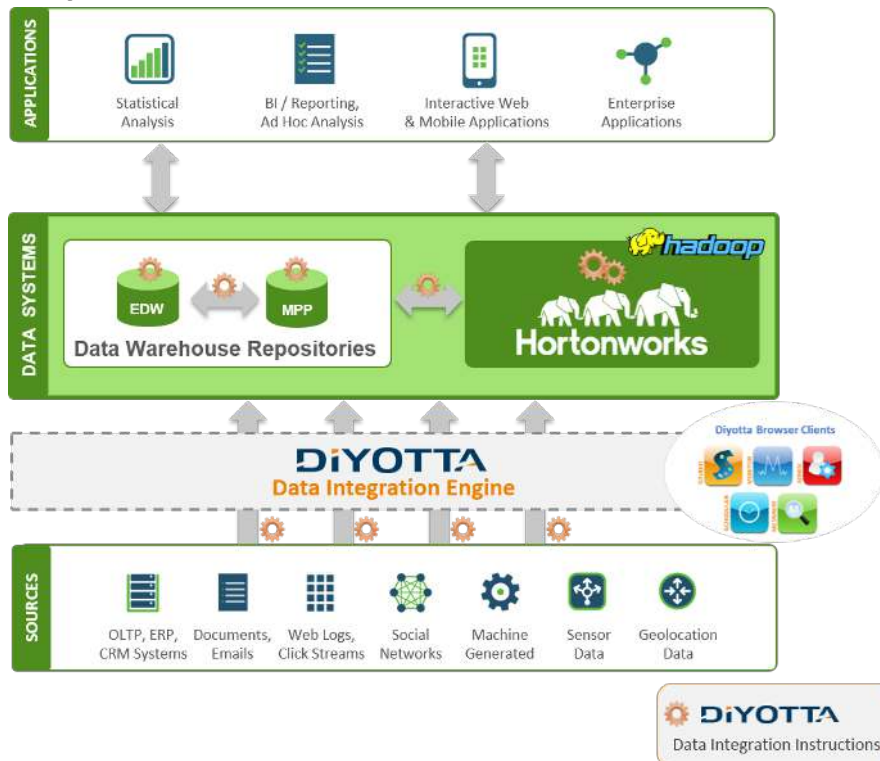 APPLICATIONS
Statistical
Analysis
BI / Reporting,
Ad Hoc Analysis
Interactive Web
& Mobile Applications
Enterprise
Applications
DATA SYSTEMS
EDW
MPP
Data Warehouse Repositories
hadoop
Hortonworks
DiYOTTA
Data Integration Engine
Diyotta Browser Clients
SOURCES
OLTP, ERP,
CRM Systems
Documents,
Emails
Web Logs,
Click Streams
Social
Networks
Machine
Generated
Sensor
Data
Geolocation
Data
DiYOTTA
Data Integration Instructions